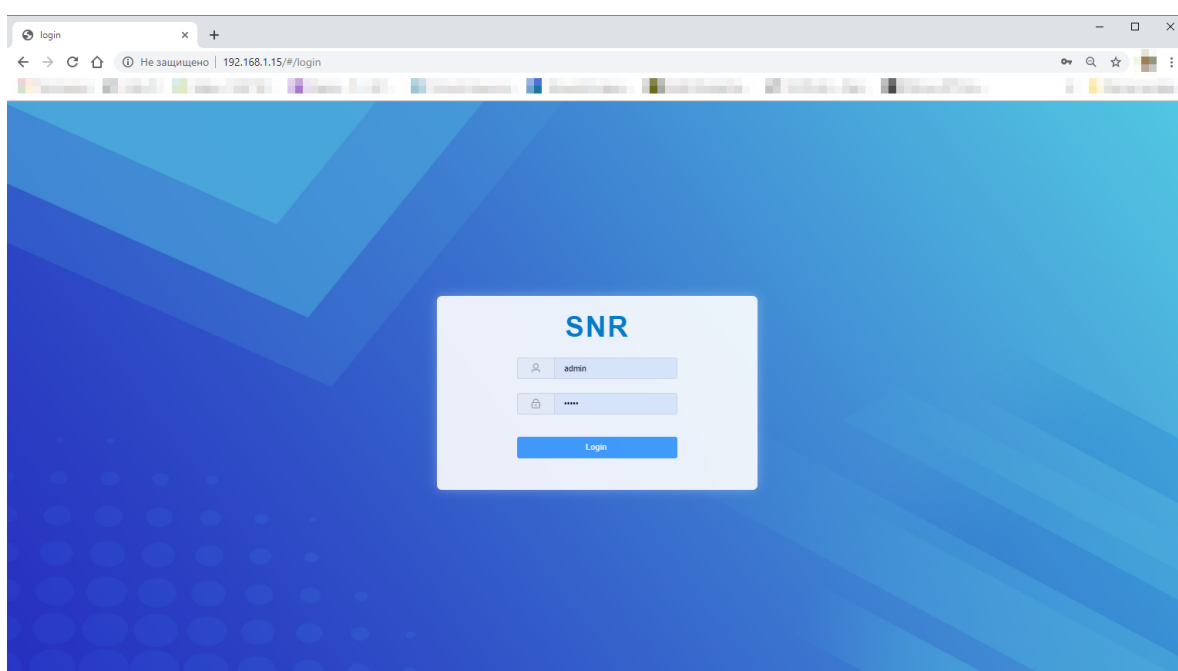 login
Не защищено | 192.168.1.15/#/login
SNR
admin
•••••
Login